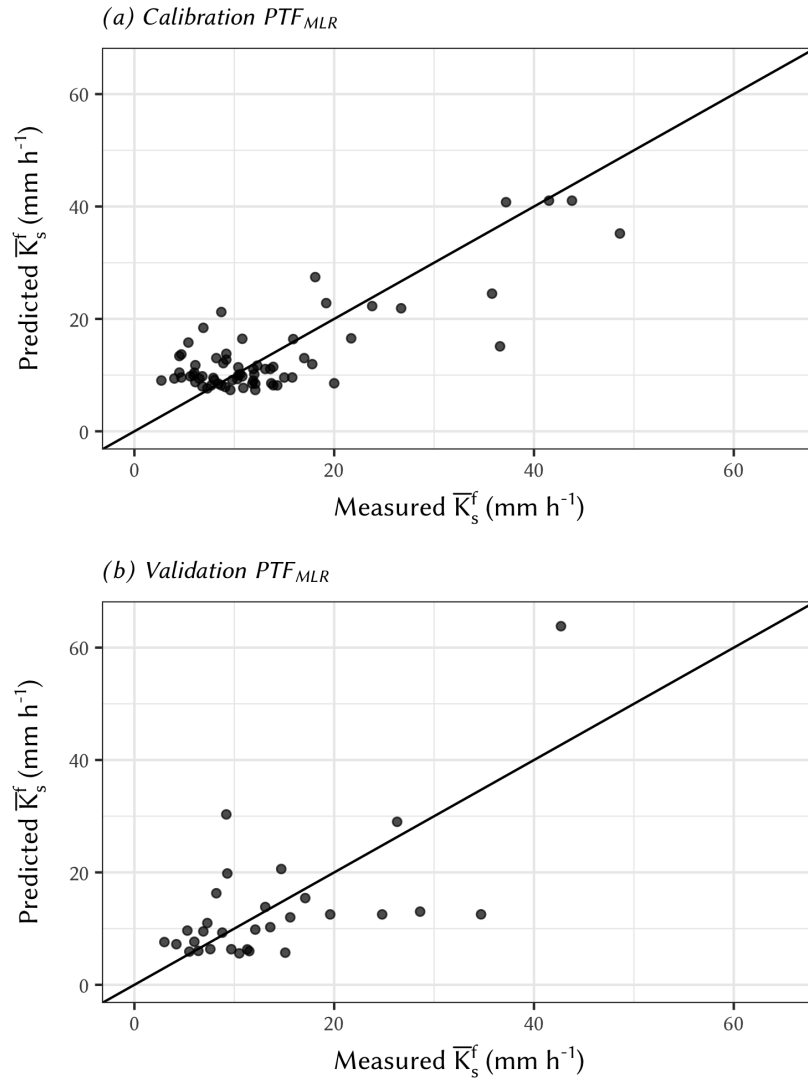 (a) Calibration PTF_MLR
60
40
20
0
Predicted K̅_s^f (mm h⁻¹)
0 20 40 60
Measured K̅_s^f (mm h⁻¹)
(b) Validation PTF_MLR
60
40
20
0
Predicted K̅_s^f (mm h⁻¹)
0 20 40 60
Measured K̅_s^f (mm h⁻¹)